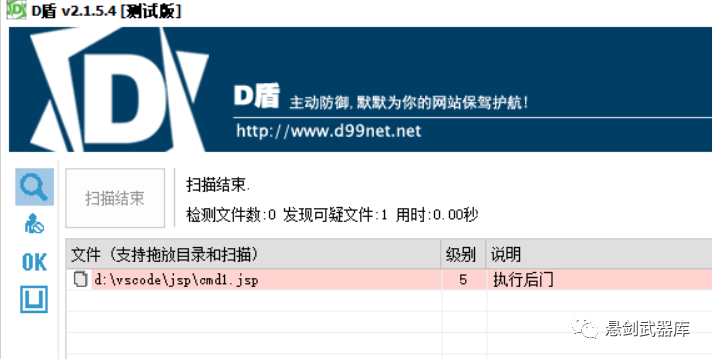 D盾 v2.1.5.4 [测试版]
D
D盾 主动防御,默默为你的网站保驾护航!
http://www.d99net.net
扫描结束
扫描结束.
检测文件数:0 发现可疑文件:1 用时:0.00秒
文件 (支持拖放目录和扫描) 级别 说明
d:\vscode\jsp\cmd1.jsp 5 执行后门
OK
悬剑武器库